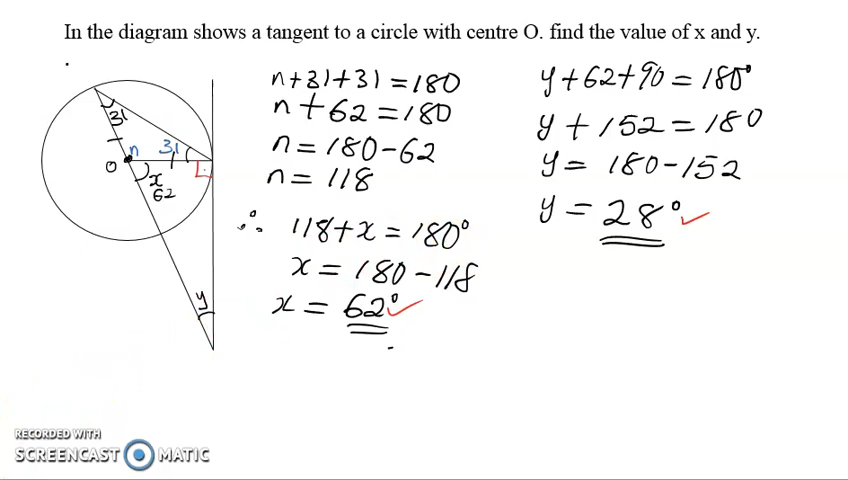 In the diagram shows a tangent to a circle with centre O. find the value of x and y.
.
31
n
31
O
x
62
y
n+31+31=180
n+62=180
n=180-62
n=118
∴ 118+x=180°
x=180-118
x=62°✓
y+62+90=180°
y+152=180
y=180-152
y=28°✓
RECORDED WITH
SCREENCAST MATIC